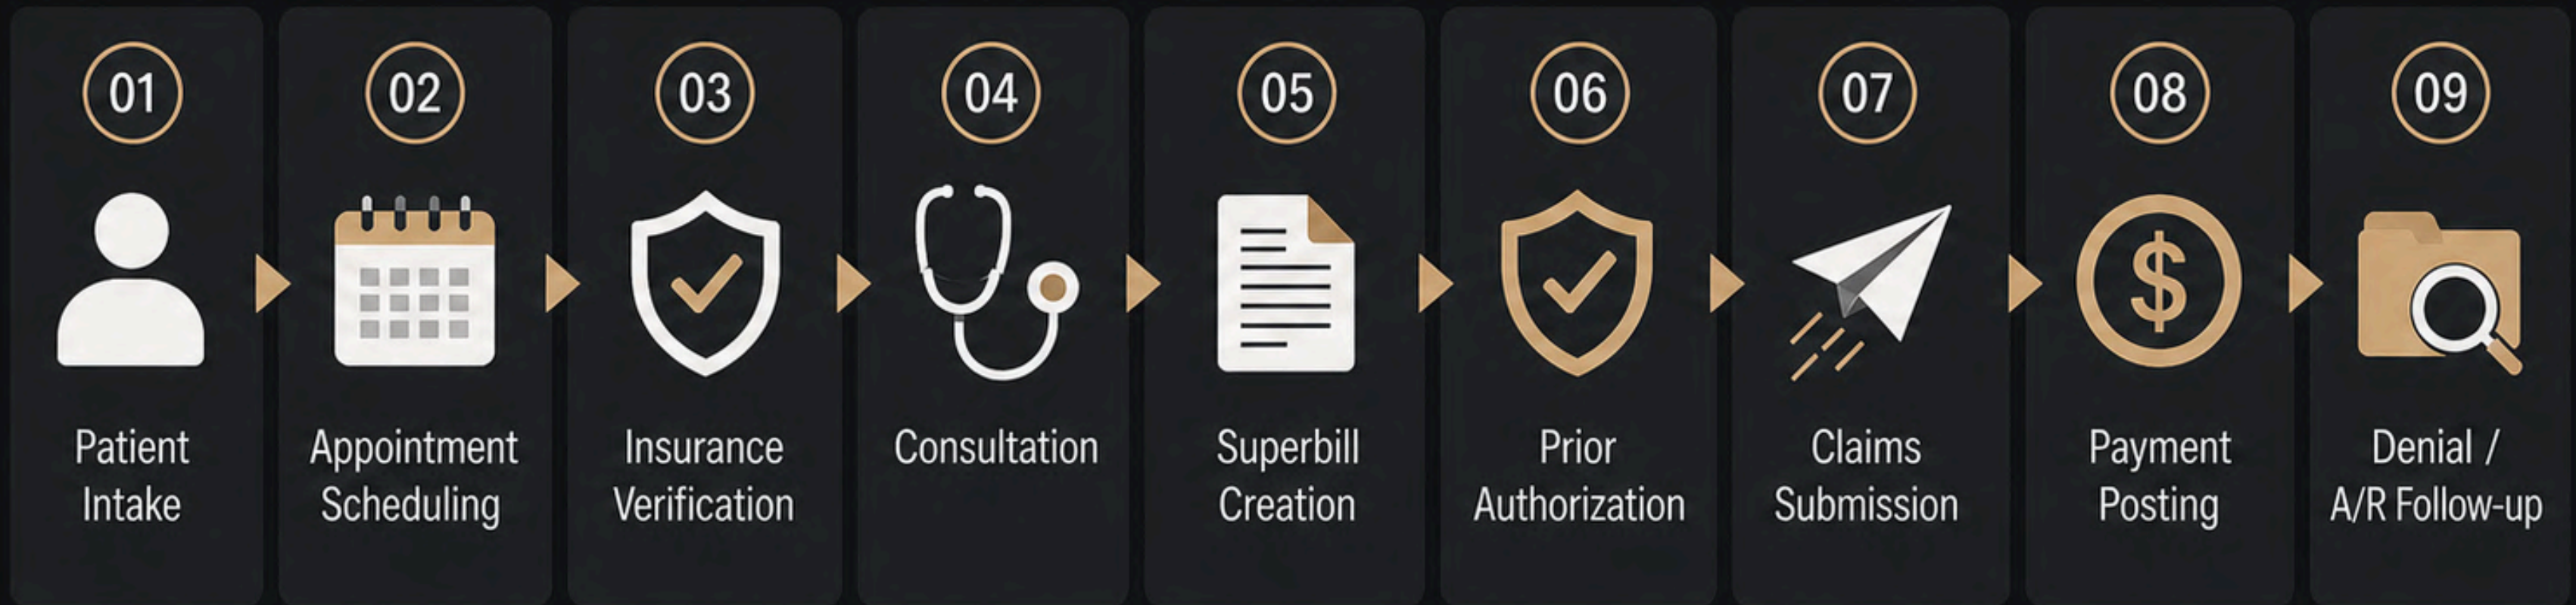 01
Patient
Intake
02
Appointment
Scheduling
03
Insurance
Verification
04
Consultation
05
Superbill
Creation
06
Prior
Authorization
07
Claims
Submission
08
$
Payment
Posting
09
Denial /
A/R Follow-up